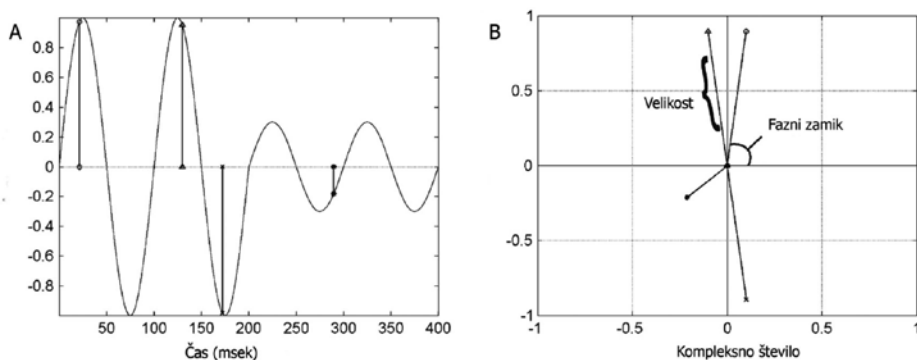 A
0.8
0.6
0.4
0.2
0
-0.2
-0.4
-0.6
-0.8
50 100 150 200 250 300 350 400
Čas (msek)
B
1
0.5
0
-0.5
-1
Velikost
Fazni zamik
-1 -0.5 0 0.5 1
Kompleksno število